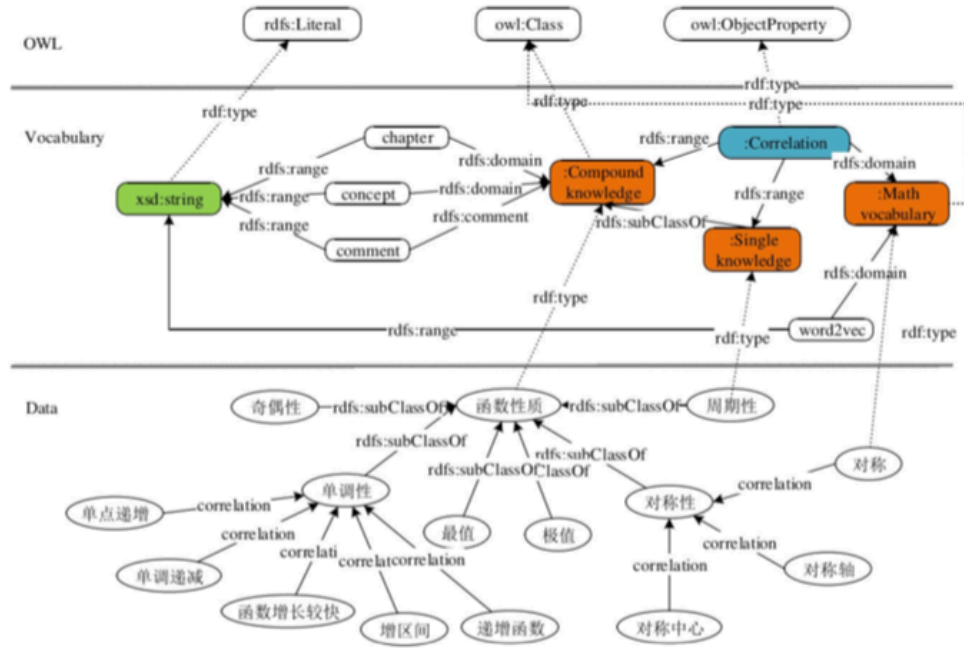 rdfs:Literal
owl:Class
owl:ObjectProperty
OWL
rdf:type
rdf:type
rdf:type
rdf:type
Vocabulary
chapter
rdfs:range
:Correlation
rdfs:range
rdfs:domain
:Compound
knowledge
rdfs:domain
xsd:string
rdfs:range
concept
rdfs:domain
rdfs:range
:Math
vocabulary
rdfs:range
rdfs:comment
rdfs:subClassOf
comment
:Single
knowledge
rdfs:domain
rdf:type
rdfs:range
word2vec
rdf:type
rdf:type
Data
奇偶性
rdfs:subClassOf
函数性质
rdfs:subClassOf
周期性
rdfs:subClassOf
rdfs:subClassOf
rdfs:subClassOf
ClassOf
对称
单调性
correlation
对称性
单点递增
correlation
最值
极值
correlation
correlati
correlat
correlation
correlation
correlation
单调递减
对称轴
函数增长较快
增区间
递增函数
对称中心